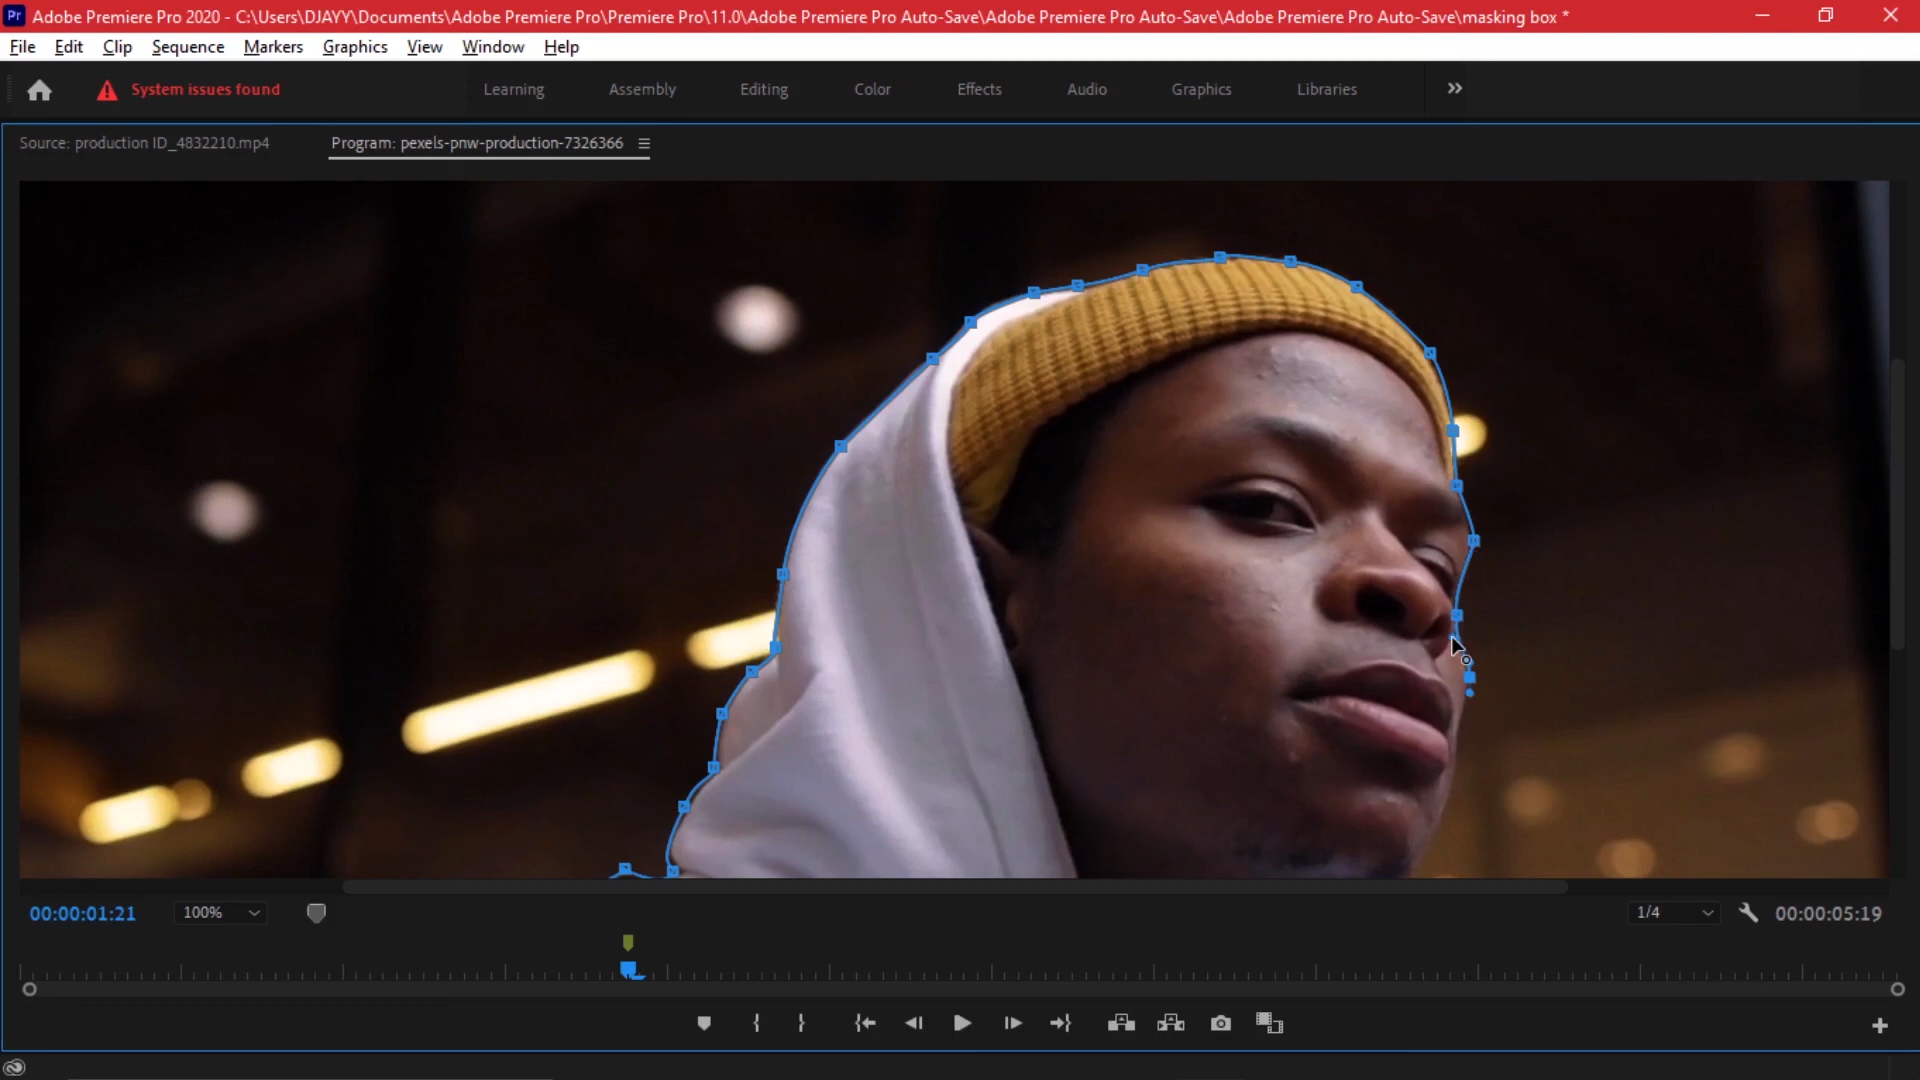 Pr Adobe Premiere Pro 2020 - C:\Users\DJAYY\Documents\Adobe Premiere Pro\Premiere Pro\11.0\Adobe Premiere Pro Auto-Save\Adobe Premiere Pro Auto-Save\Adobe Premiere Pro Auto-Save\masking box *
File Edit Clip Sequence Markers Graphics View Window Help
System issues found Learning Assembly Editing Color Effects Audio Graphics Libraries
Source: production ID_4832210.mp4 Program: pexels-pnw-production-7326366
00:00:01:21 100% 1/4 00:00:05:19